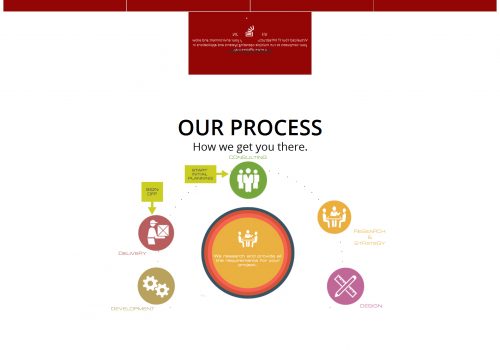 OUR PROCESS
How we get you there.
CONSULTING
START
INITIAL
PLANNING
SIGN
OFF
RESEARCH
&
STRATEGY
DELIVERY
We research and provide all
the requirements for your
project.
DEVELOPMENT
DESIGN